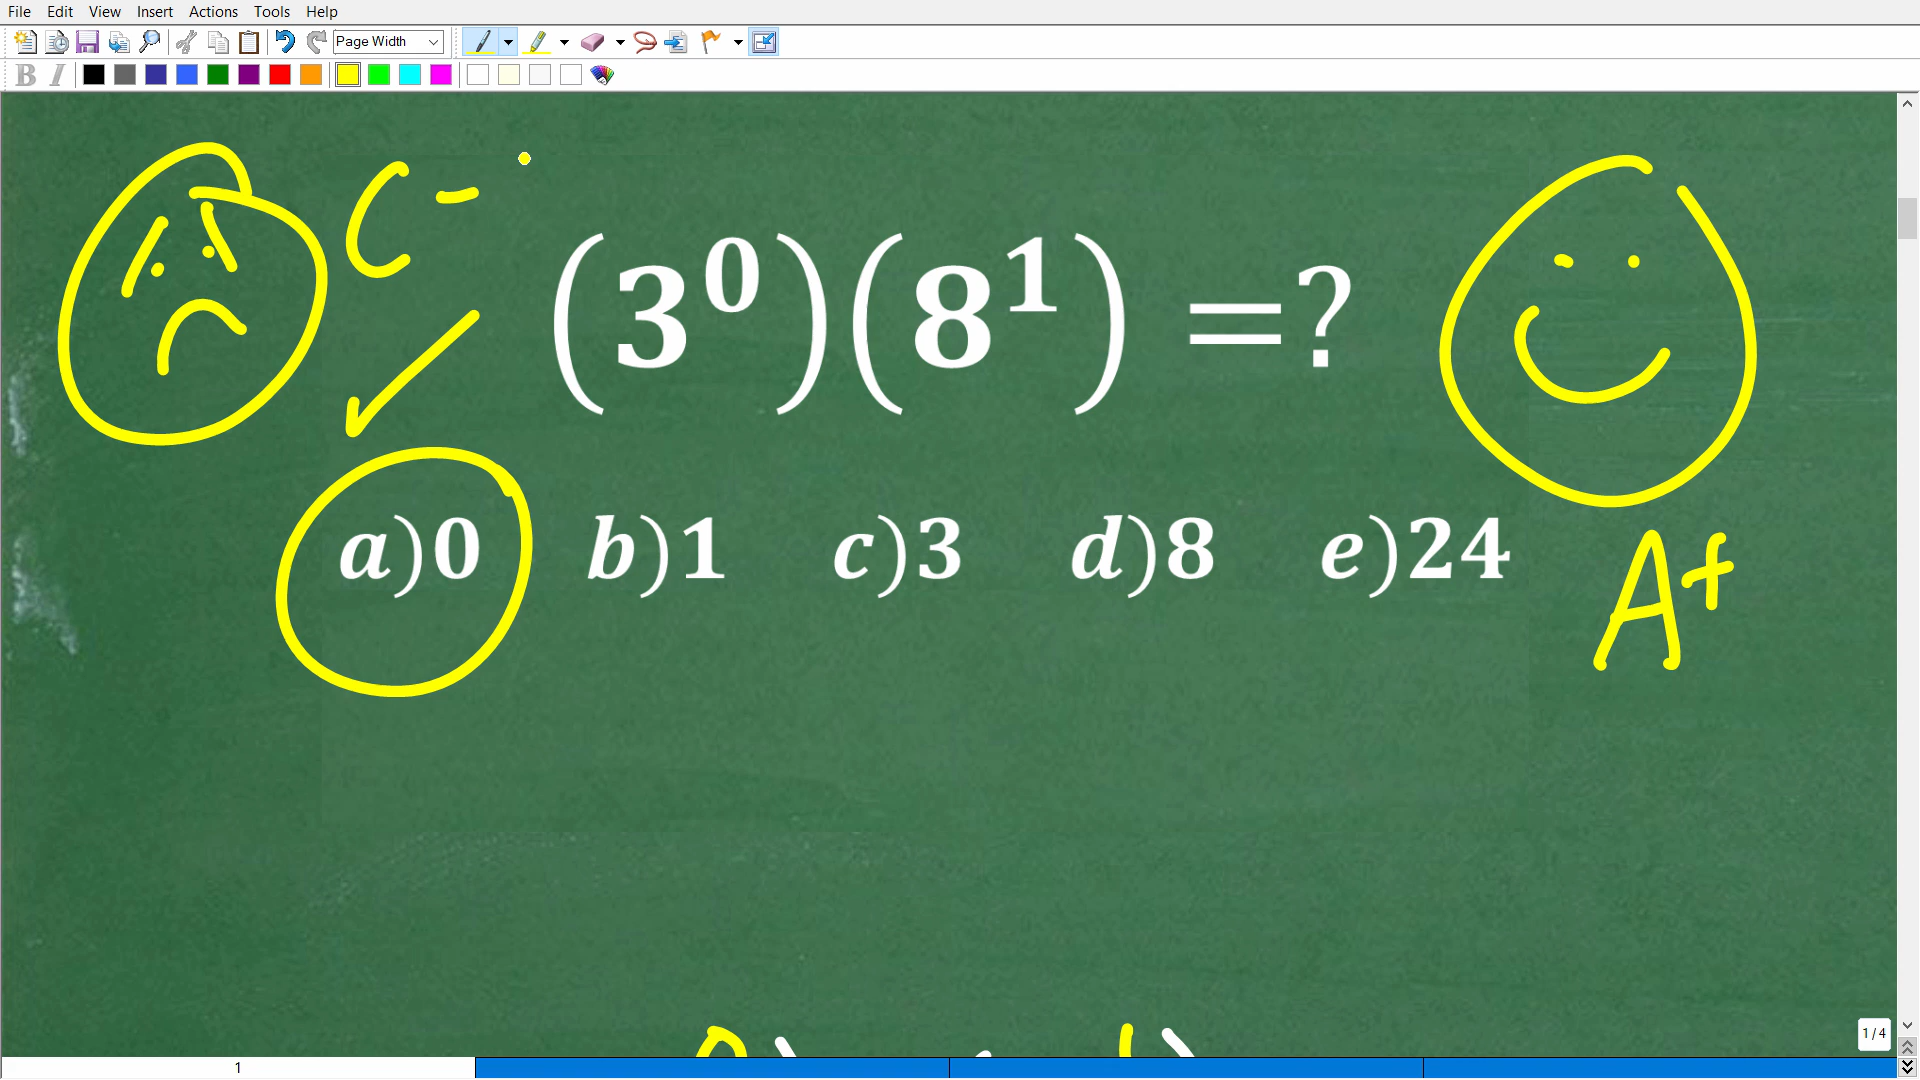 File Edit View Insert Actions Tools Help
Page Width
B I
C -
(3⁰)(8¹) =?
a)0 b)1 c)3 d)8 e)24
A+
1 / 4
1